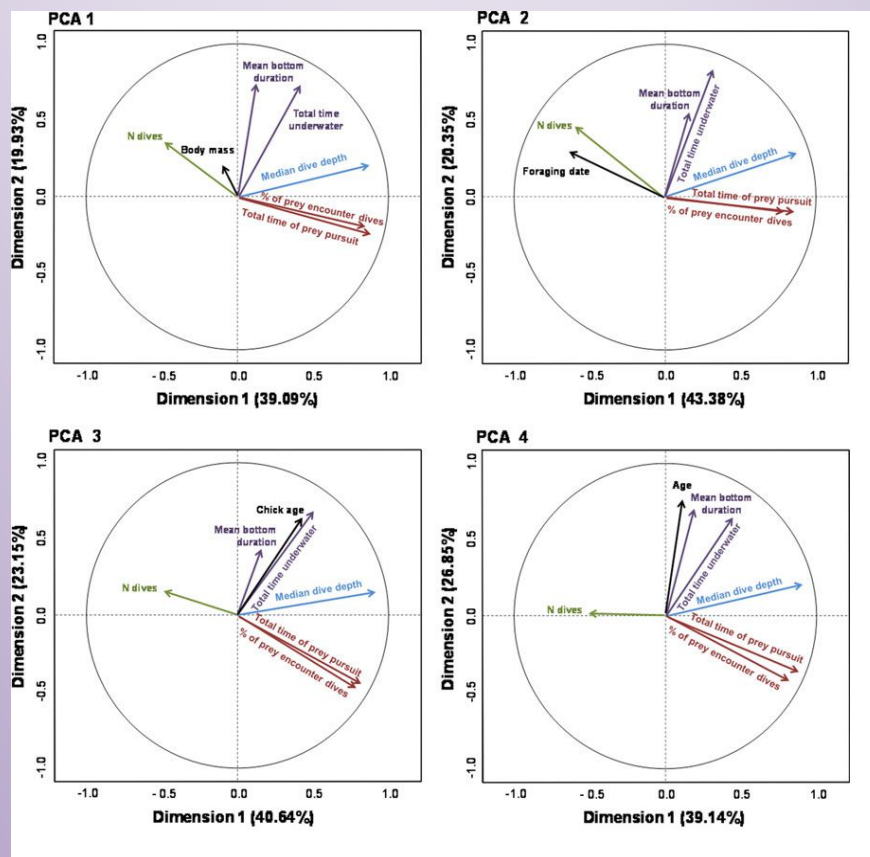 PCA 1
1.0
0.5
0.0
-0.5
-1.0
Dimension 2 (19.93%)
Mean bottom
duration
Total time
underwater
N dives
Body mass
Median dive depth
% of prey encounter dives
Total time of prey pursuit
-1.0
- 0.5
0.0
0.5
1.0
Dimension 1 (39.09%)
PCA 2
1.0
0.5
0.0
-0.5
-1.0
Dimension 2 (20.35%)
Mean bottom
duration
Total time underwater
N dives
Foraging date
Median dive depth
Total time of prey pursuit
% of prey encounter dives
-1.0
- 0.5
0.0
0.5
1.0
Dimension 1 (43.38%)
PCA 3
1.0
0.5
0.0
-0.5
-1.0
Dimension 2 (23.15%)
Chick age
Mean bottom
duration
Total time underwater
N dives
Median dive depth
Total time of prey pursuit
% of prey encounter dives
-1.0
- 0.5
0.0
0.5
1.0
Dimension 1 (40.64%)
PCA 4
1.0
0.5
0.0
-0.5
-1.0
Dimension 2 (26.85%)
Age
Mean bottom
duration
Total time underwater
N dives
Median dive depth
Total time of prey pursuit
% of prey encounter dives
-1.0
- 0.5
0.0
0.5
1.0
Dimension 1 (39.14%)